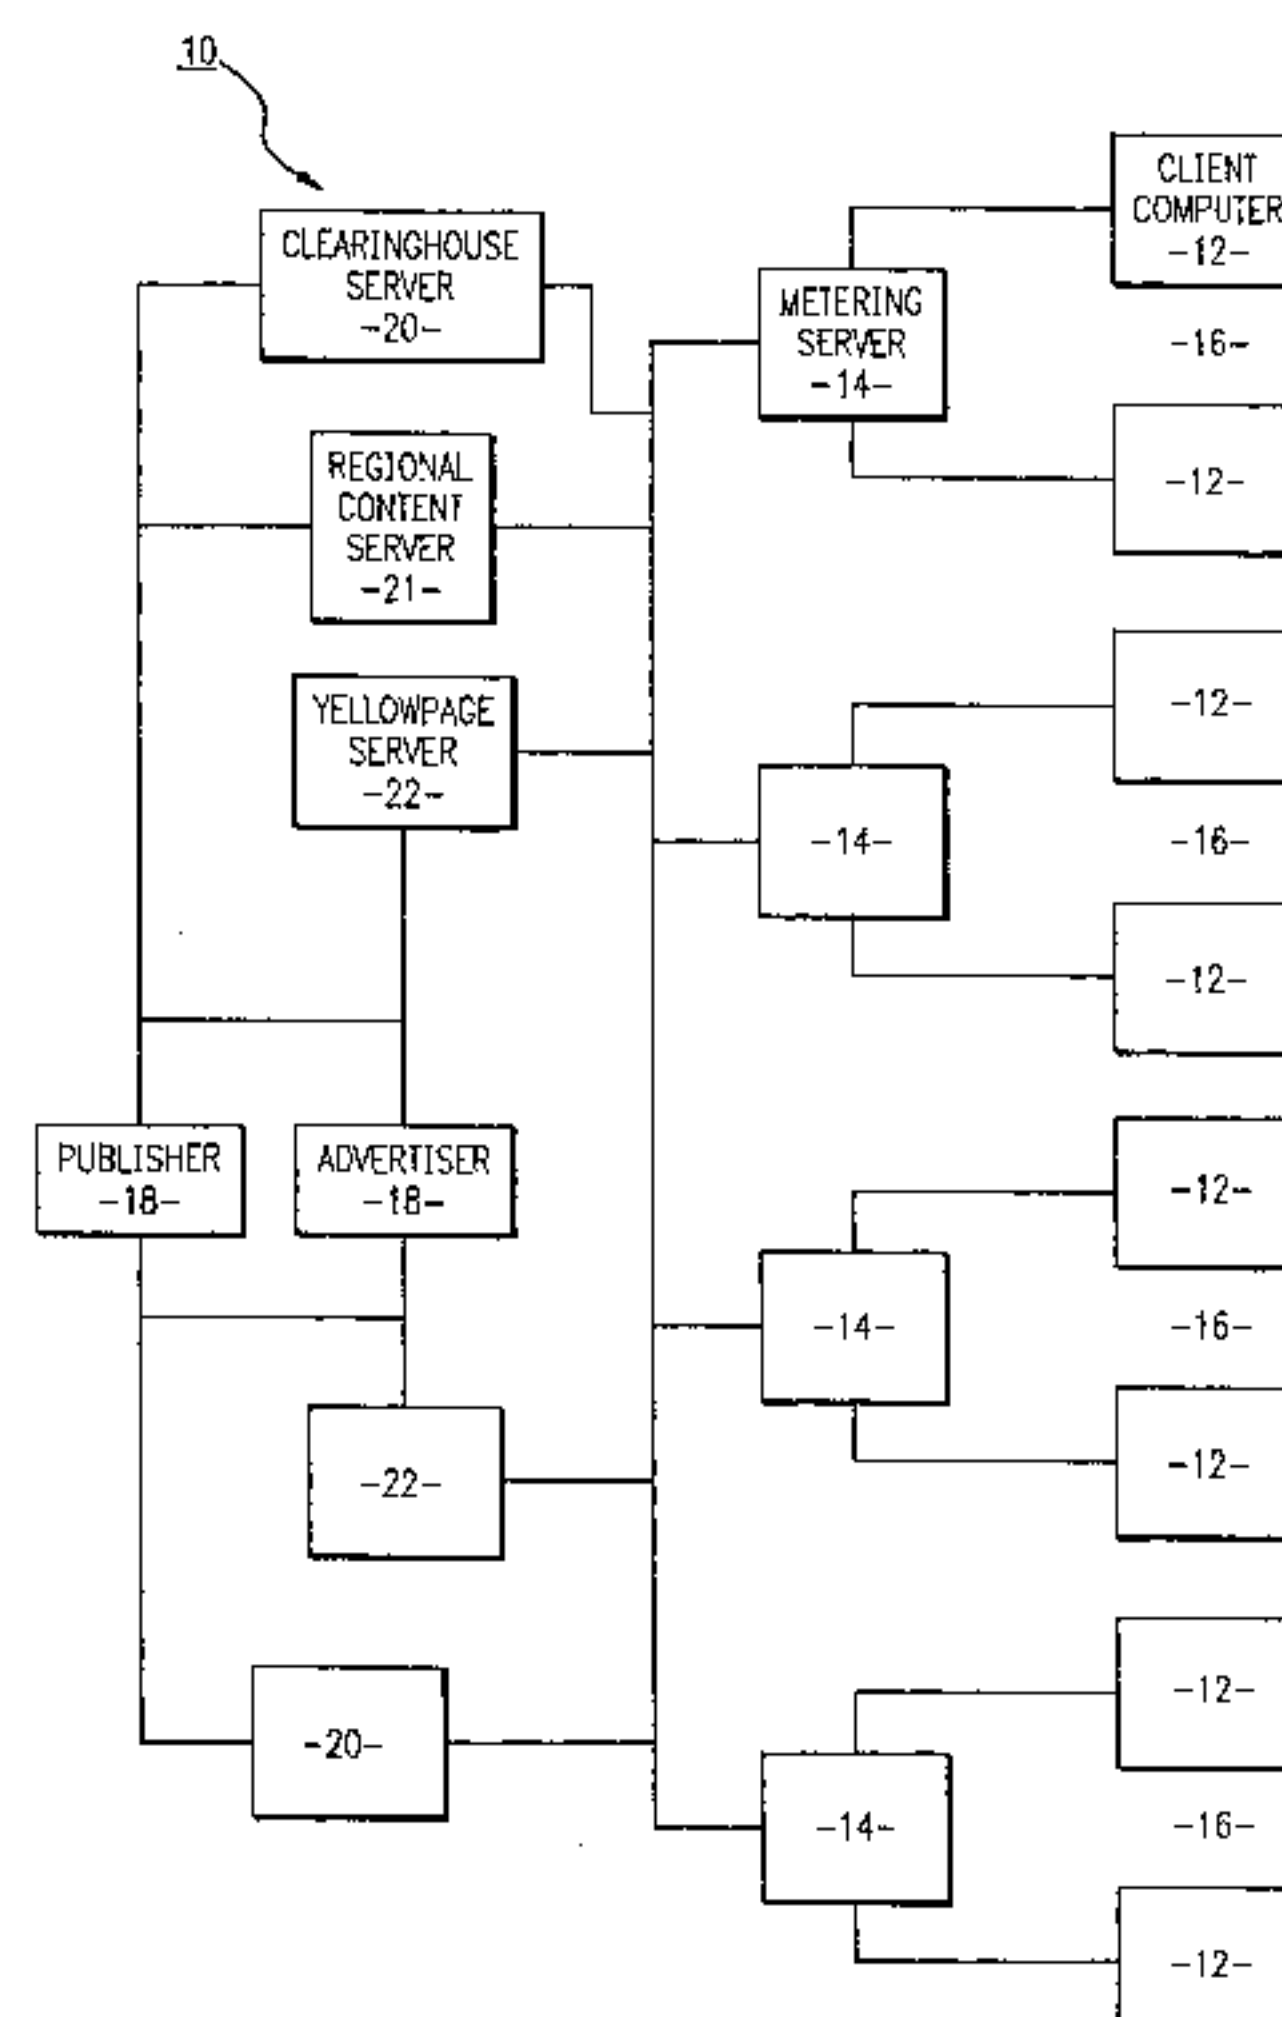 10
CLEARINGHOUSE
SERVER
-20-
REGIONAL
CONTENT
SERVER
-21-
YELLOWPAGE
SERVER
-22-
PUBLISHER
-18-
ADVERTISER
-18-
-22-
-20-
METERING
SERVER
-14-
-14-
-14-
-14-
CLIENT
COMPUTER
-12-
-16-
-12-
-12-
-16-
-12-
-12-
-16-
-12-
-12-
-16-
-12-